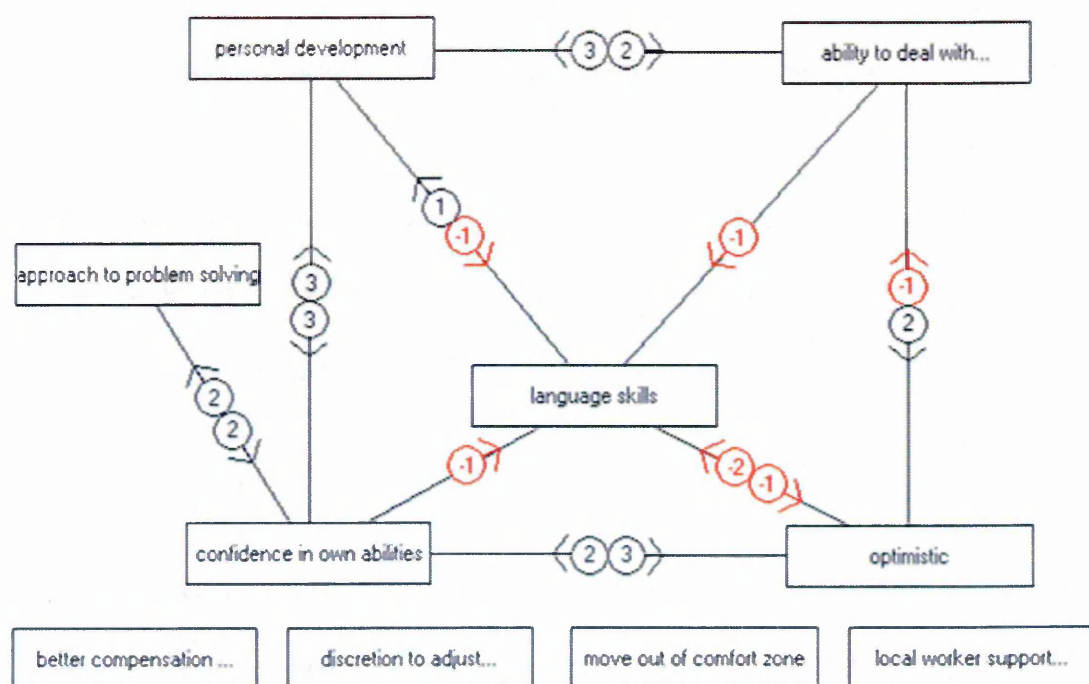 personal development
3 2
ability to deal with...
1
-1
-1
approach to problem solving
3
3
-1
2
language skills
2
2
-1
-2
-1
confidence in own abilities
2 3
optimistic
better compensation ...
discretion to adjust...
move out of comfort zone
local worker support...